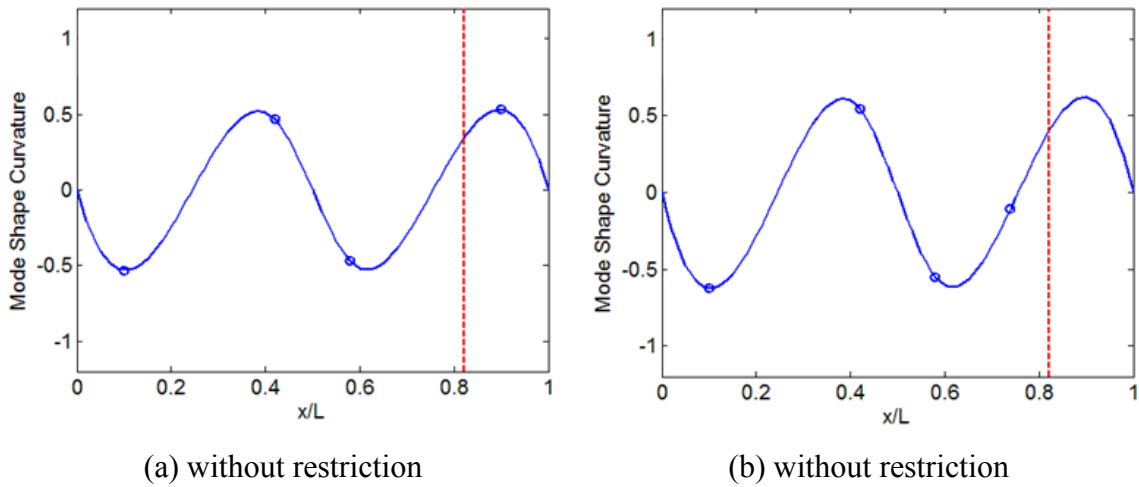 1
0.5
0
-0.5
-1
Mode Shape Curvature
0 0.2 0.4 0.6 0.8 1
x/L
(a) without restriction
1
0.5
0
-0.5
-1
Mode Shape Curvature
0 0.2 0.4 0.6 0.8 1
x/L
(b) without restriction